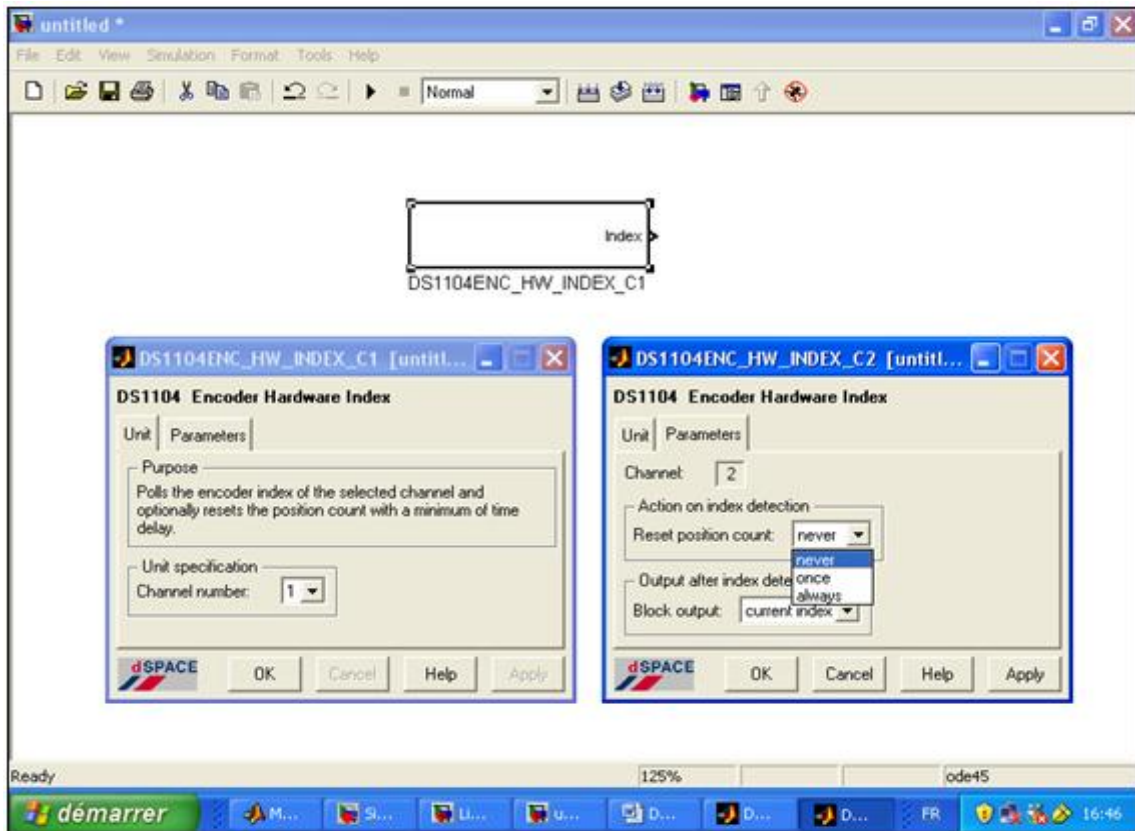 untitled *
File Edit View Simulation Format Tools Help
Normal
Index
DS1104ENC_HW_INDEX_C1
DS1104ENC_HW_INDEX_C1 [untitl...
DS1104 Encoder Hardware Index
Unit Parameters
Purpose
Polls the encoder index of the selected channel and
optionally resets the position count with a minimum of time
delay.
Unit specification
Channel number: 1
dSPACE OK Cancel Help Apply
DS1104ENC_HW_INDEX_C2 [untitl...
DS1104 Encoder Hardware Index
Unit Parameters
Channel: 2
Action on index detection
Reset position count: never
never
once
always
Output after index dete
Block output: current index
dSPACE OK Cancel Help Apply
Ready 125% ode45
démarrer M... Si... Li... u... D... D... D... FR 16:46